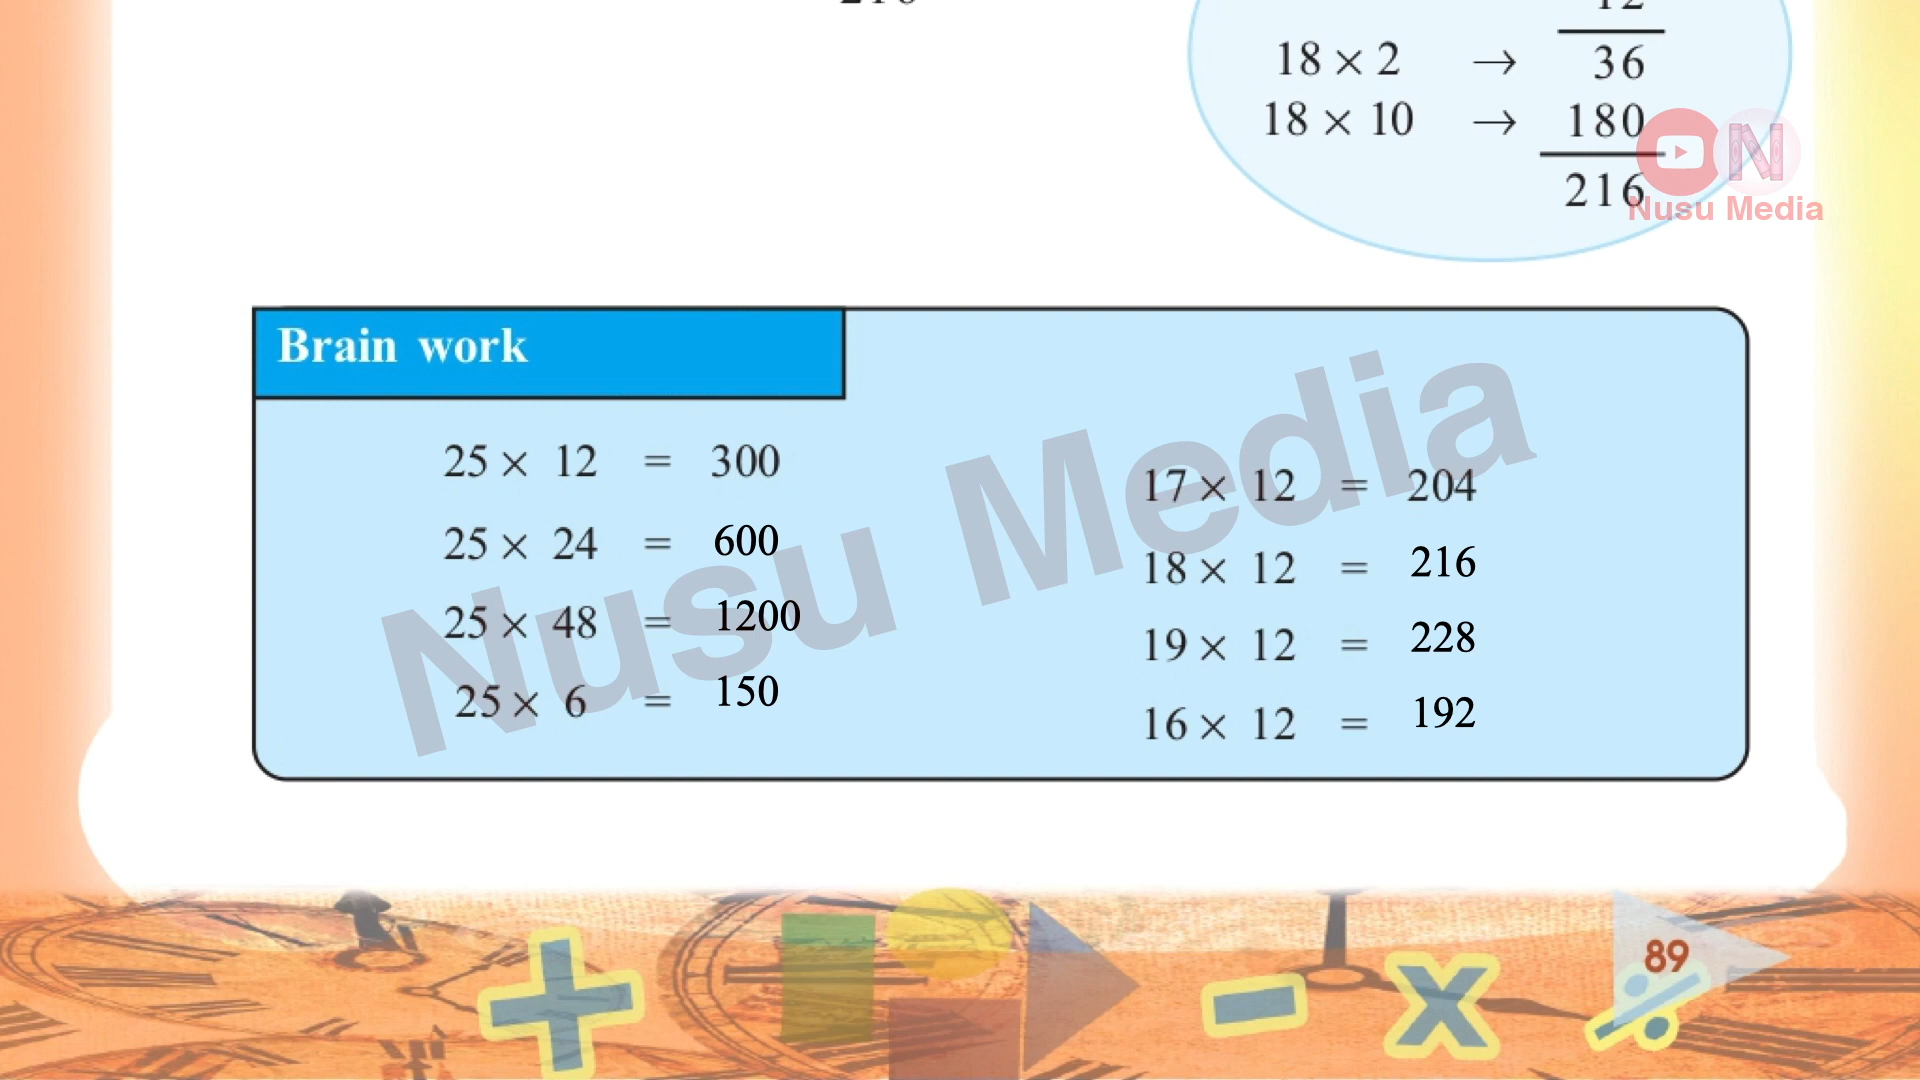 12
18 × 2 → 36
18 × 10 → 180
216
Nusu Media
Brain work
25 × 12 = 300
25 × 24 = 600
25 × 48 = 1200
25 × 6 = 150
17 × 12 = 204
18 × 12 = 216
19 × 12 = 228
16 × 12 = 192
Nusu Media
89